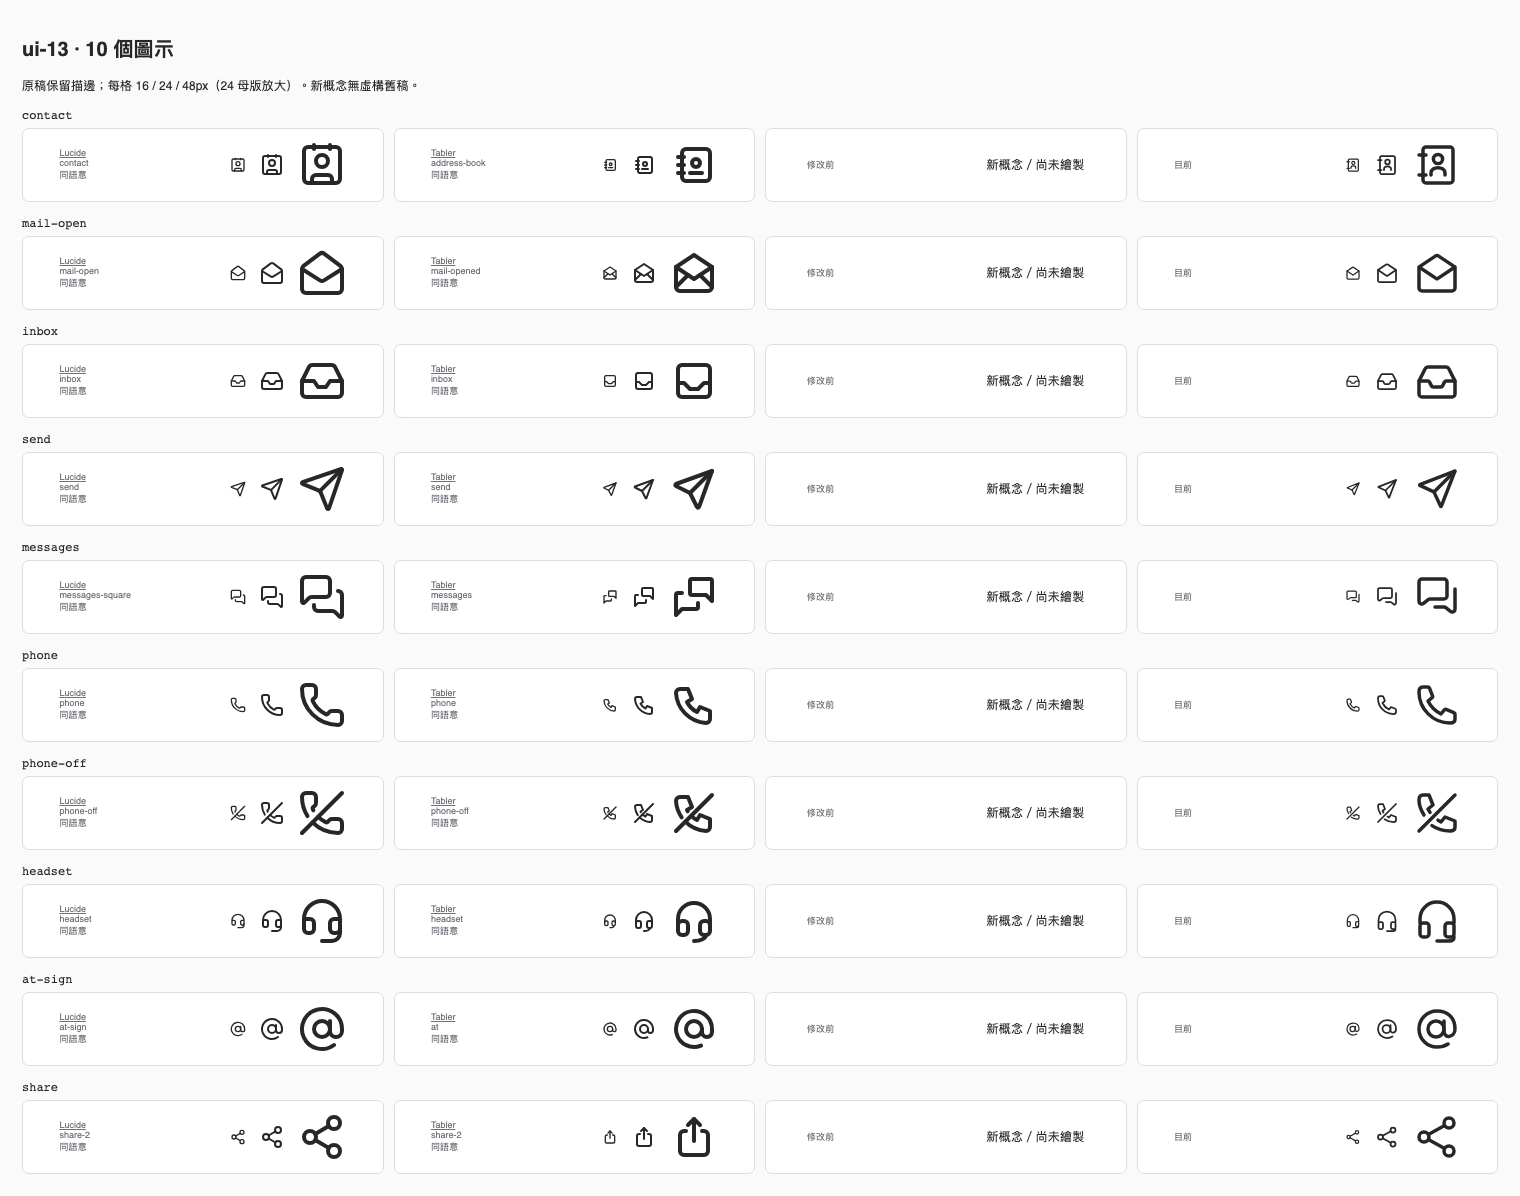 ui-13 · 10 個圖示
原稿保留描邊；每格 16 / 24 / 48px（24 母版放大）。新概念無虛構舊稿。
contact
Lucide
contact
同語意
Tabler
address-book
同語意
修改前
新概念 / 尚未繪製
目前
mail-open
Lucide
mail-open
同語意
Tabler
mail-opened
同語意
修改前
新概念 / 尚未繪製
目前
inbox
Lucide
inbox
同語意
Tabler
inbox
同語意
修改前
新概念 / 尚未繪製
目前
send
Lucide
send
同語意
Tabler
send
同語意
修改前
新概念 / 尚未繪製
目前
messages
Lucide
messages-square
同語意
Tabler
messages
同語意
修改前
新概念 / 尚未繪製
目前
phone
Lucide
phone
同語意
Tabler
phone
同語意
修改前
新概念 / 尚未繪製
目前
phone-off
Lucide
phone-off
同語意
Tabler
phone-off
同語意
修改前
新概念 / 尚未繪製
目前
headset
Lucide
headset
同語意
Tabler
headset
同語意
修改前
新概念 / 尚未繪製
目前
at-sign
Lucide
at-sign
同語意
Tabler
at
同語意
修改前
新概念 / 尚未繪製
目前
share
Lucide
share-2
同語意
Tabler
share-2
同語意
修改前
新概念 / 尚未繪製
目前